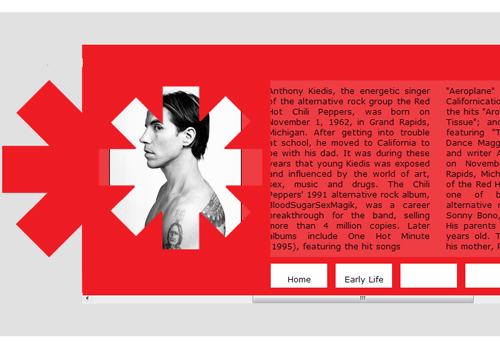 Anthony Kiedis, the energetic singer
of the alternative rock group the Red
Hot Chili Peppers, was born on
November 1, 1962, in Grand Rapids,
Michigan. After getting into trouble
at school, he moved to California to
be with his dad. It was during these
years that young Kiedis was exposed
and influenced by the world of art,
sex, music and drugs. The Chili
Peppers' 1991 alternative rock album,
BloodSugarSexMagik, was a career
breakthrough for the band, selling
more than 4 million copies. Later
albums include One Hot Minute
(1995), featuring the hit songs
"Aeroplane"
Californicatio
the hits "Aro
Tissue"; and
featuring "T
Dance Magg
and writer A
on Novemb
Rapids, Mich
of the Red H
one of b
alternative r
Sonny Bono,
His parents
years old. T
his mother, P
Home
Early Life